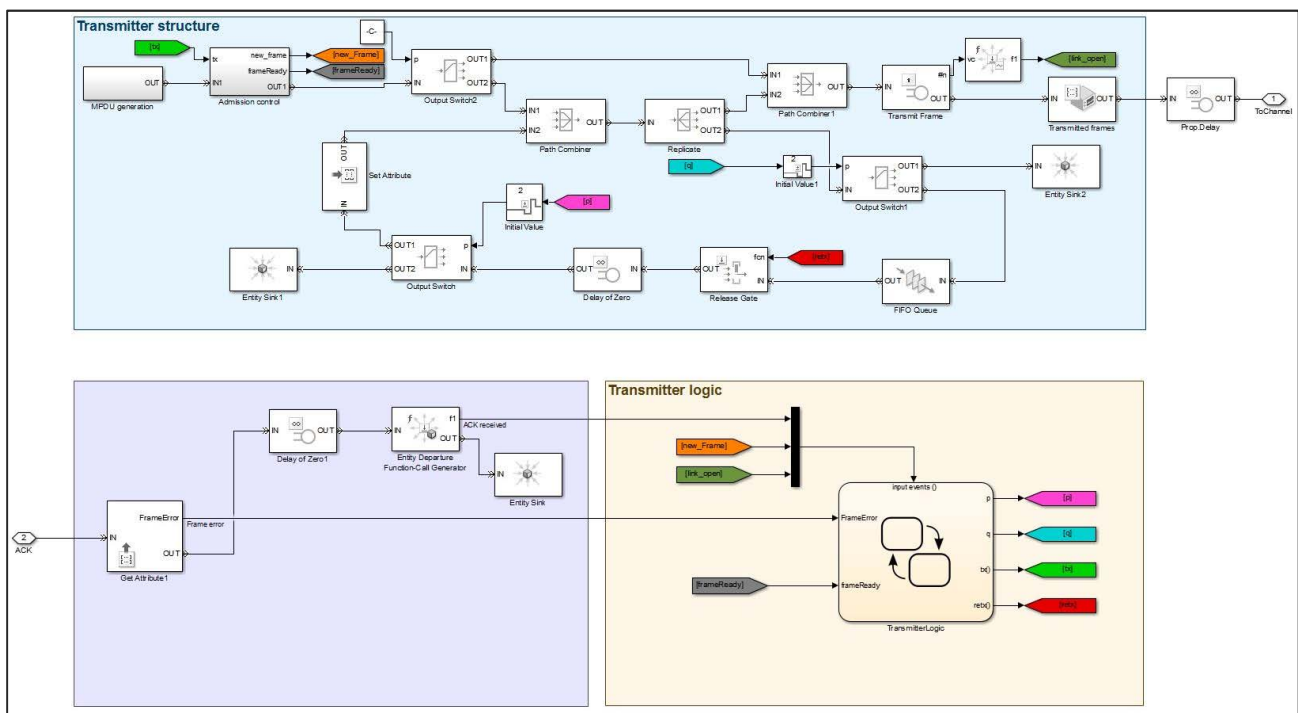 Transmitter structure
[tx]
tx
new_frame
[new_Frame]
frameReady
[frameReady]
IN1
OUT1
OUT
MPDU generation
Admission control
-C-
p
OUT1
IN
OUT2
Output Switch2
IN1
IN2
OUT
Path Combiner
IN
OUT1
OUT2
Replicate
IN1
IN2
OUT
Path Combiner1
IN
#n
OUT
Transmit Frame
vc
f1
[link_open]
IN
OUT
Transmitted frames
IN
OUT
Prop.Delay
1
ToChannel
OUT
IN
Set Attribute
[q]
2
Initial Value1
p
OUT1
IN
OUT2
Output Switch1
IN
Entity Sink2
2
Initial Value
[p]
IN
Entity Sink1
OUT1
p
OUT2
IN
Output Switch
OUT
IN
Delay of Zero
fcn
[retx]
OUT
IN
Release Gate
OUT
IN
FIFO Queue
IN
OUT
Delay of Zero1
IN
f1
OUT
ACK received
Entity Departure
Function-Call Generator
IN
Entity Sink
2
ACK
IN
FrameError
Frame error
OUT
Get Attribute1
Transmitter logic
[new_Frame]
[link_open]
[frameReady]
input events ()
FrameError
frameReady
p
[p]
q
[q]
tx()
[tx]
retx()
[retx]
TransmitterLogic